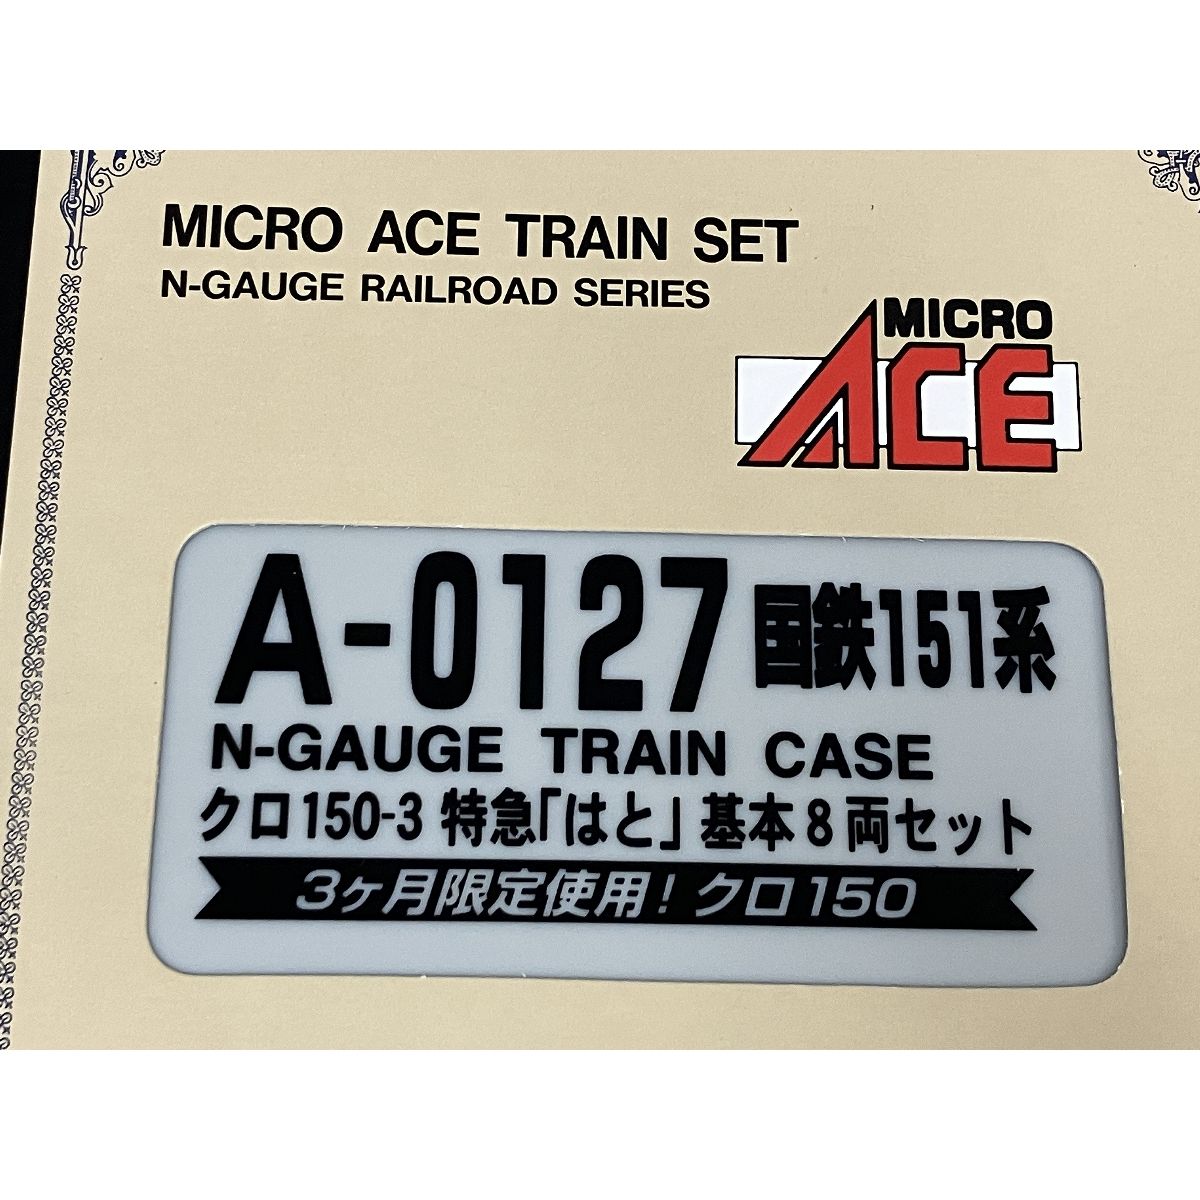 MICRO ACE TRAIN SET
N-GAUGE RAILROAD SERIES
MICRO
ACE
A-0127 国鉄151系
N-GAUGE TRAIN CASE
クロ150-3 特急「はと」 基本8両セット
3ヶ月限定使用! クロ150